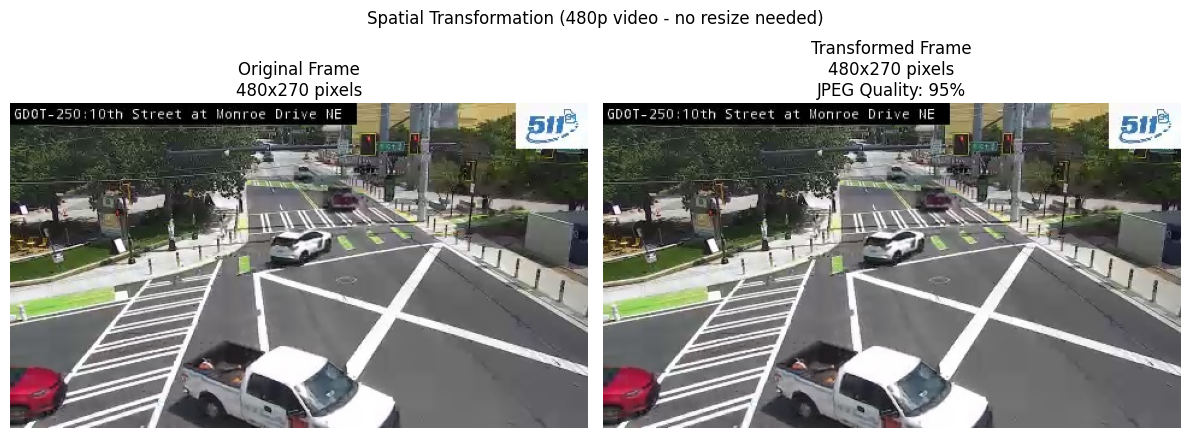 Spatial Transformation (480p video - no resize needed)
Original Frame
480x270 pixels
Transformed Frame
480x270 pixels
JPEG Quality: 95%
GDOT-250:10th Street at Monroe Drive NE
511
GDOT-250:10th Street at Monroe Drive NE
511